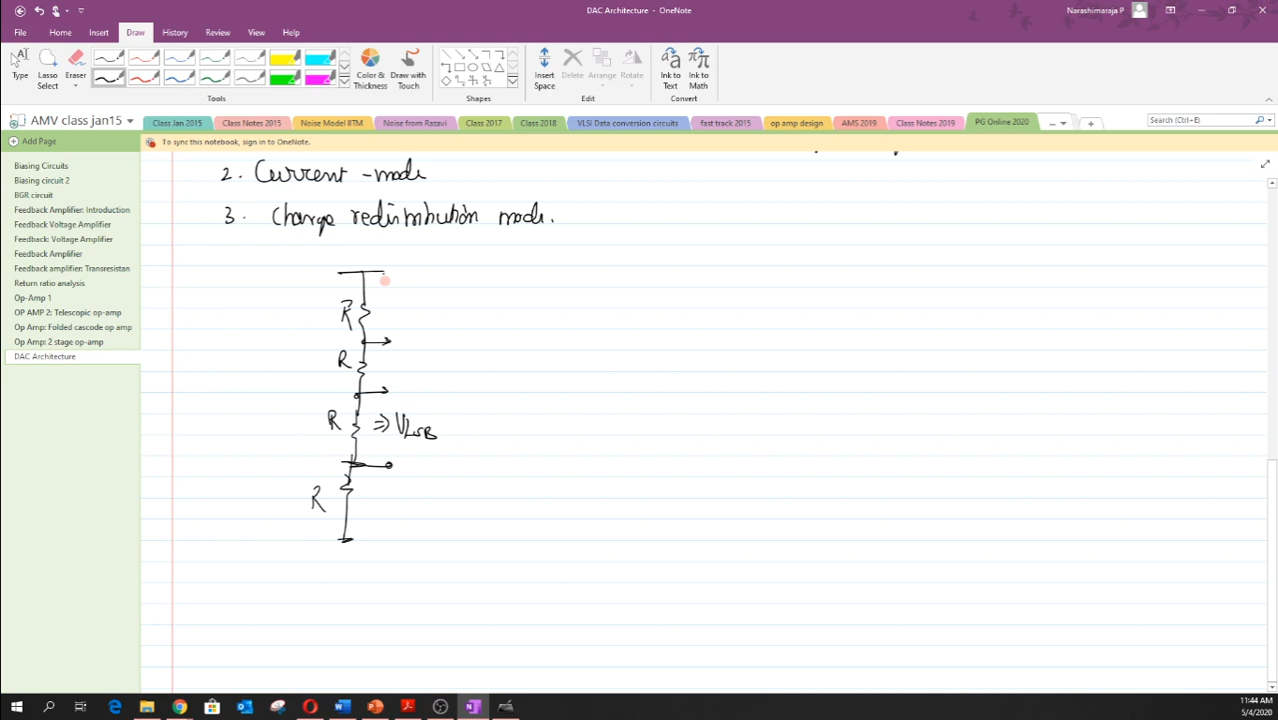 DAC Architecture - OneNote
Narashimaraja P
File Home Insert Draw History Review View Help
Type
Lasso Select
Eraser
Color & Thickness
Draw with Touch
Insert Space
Delete
Arrange
Rotate
Ink to Text
Ink to Math
Tools
Shapes
Edit
Convert
AMV class jan15
Class Jan 2015 Class Notes 2015 Noise Model IITM Noise from Razavi Class 2017 Class 2018 VLSI Data conversion circuits fast track 2015 op amp design AMS 2019 Class Notes 2019 PG Online 2020
Search (Ctrl+E)
Add Page
To sync this notebook, sign in to OneNote.
Biasing Circuits
Biasing circuit 2
BGR circuit
Feedback Amplifier: Introduction
Feedback Voltage Amplifier
Feedback: Voltage Amplifier
Feedback Amplifier
Feedback amplifier: Transresistan
Return ratio analysis
Op-Amp 1
OP AMP 2: Telescopic op-amp
Op Amp: Folded cascode op amp
Op Amp: 2 stage op-amp
DAC Architecture
2. Current-mode
3. Charge redistribution mode.
R
R
R ⇒ VLSB
R
11:44 AM
5/4/2020